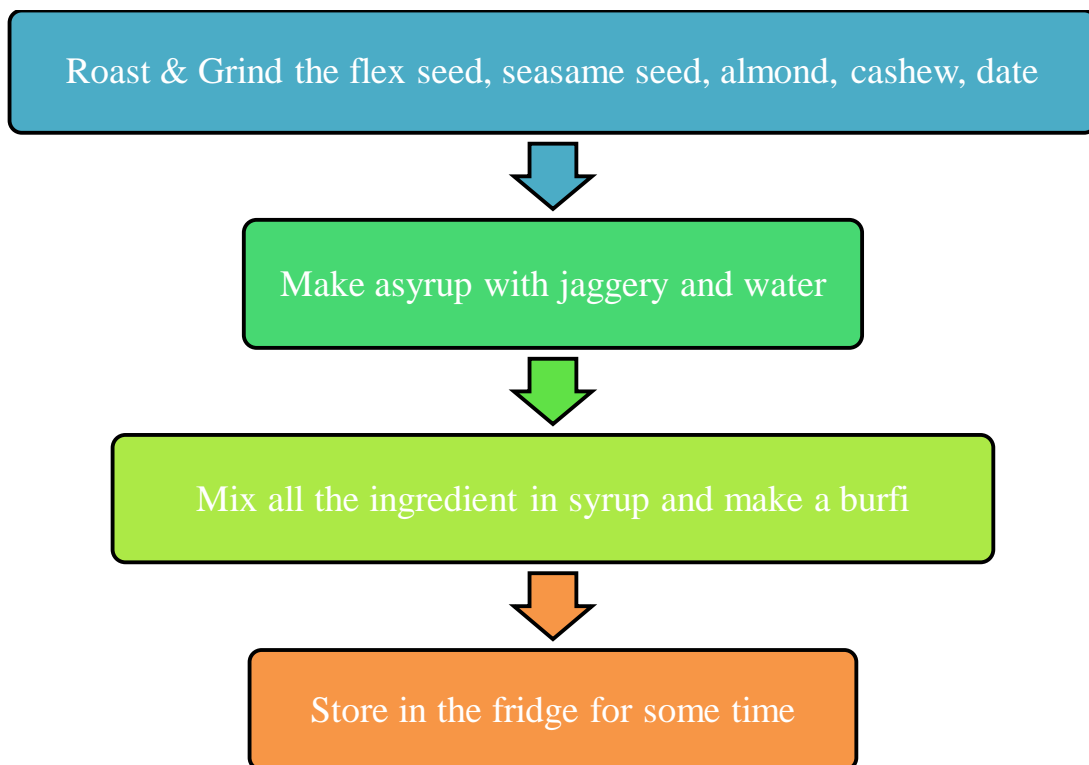 Roast & Grind the flex seed, seasame seed, almond, cashew, date
Make asyrup with jaggery and water
Mix all the ingredient in syrup and make a burfi
Store in the fridge for some time